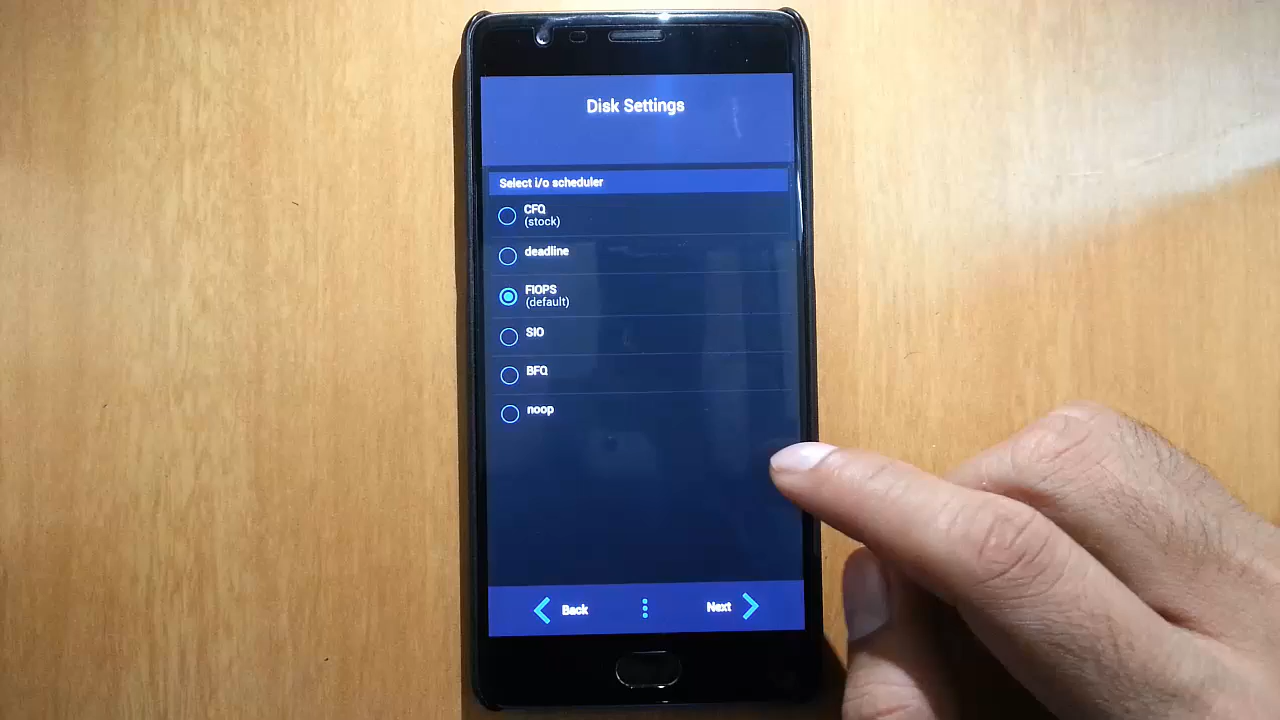 Disk Settings
Select i/o scheduler
CFQ
(stock)
deadline
FIOPS
(default)
SIO
BFQ
noop
Back
Next